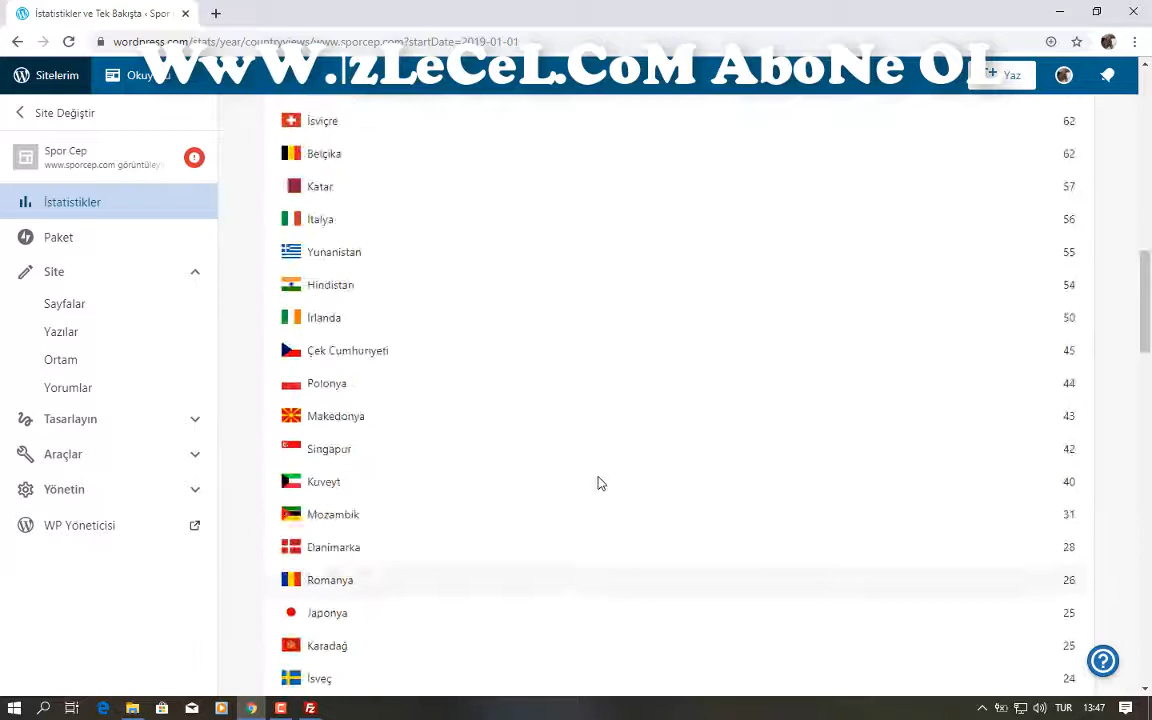 İstatistikler ve Tek Bakışta ‹ Spor
wordpress.com/stats/year/countryviews/www.sporcep.com?startDate=2019-01-01
WwW.İzLeCeL.CoM AboNe OL
Sitelerim
Yaz
Site Değiştir
Spor Cep
www.sporcep.com görüntüley
İstatistikler
Paket
Site
Sayfalar
Yazılar
Ortam
Yorumlar
Tasarlayın
Araçlar
Yönetin
WP Yöneticisi
İsviçre 62
Belçika 62
Katar 57
İtalya 56
Yunanistan 55
Hindistan 54
İrlanda 50
Çek Cumhuriyeti 45
Polonya 44
Makedonya 43
Singapur 42
Kuveyt 40
Mozambik 31
Danimarka 28
Romanya 26
Japonya 25
Karadağ 25
İsveç 24
TUR
13:47